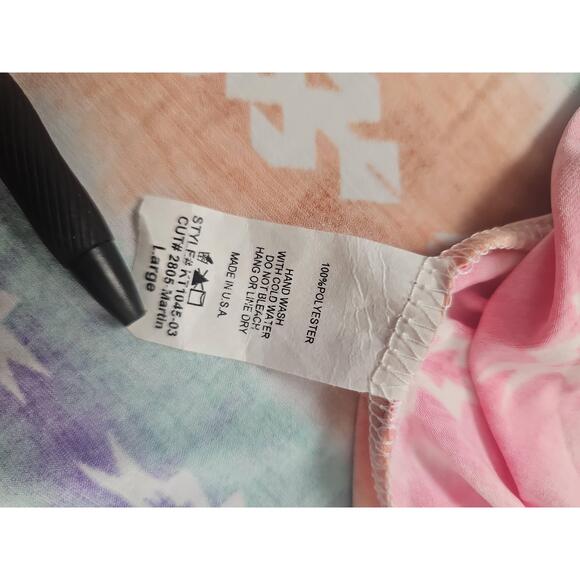 100%POLYESTER
HAND WASH
WITH COLD WATER
DO NOT BLEACH
HANG OR LINE DRY
MADE IN U.S.A
STYLE# KT1045-03
CUT# 2805 Martin
Large